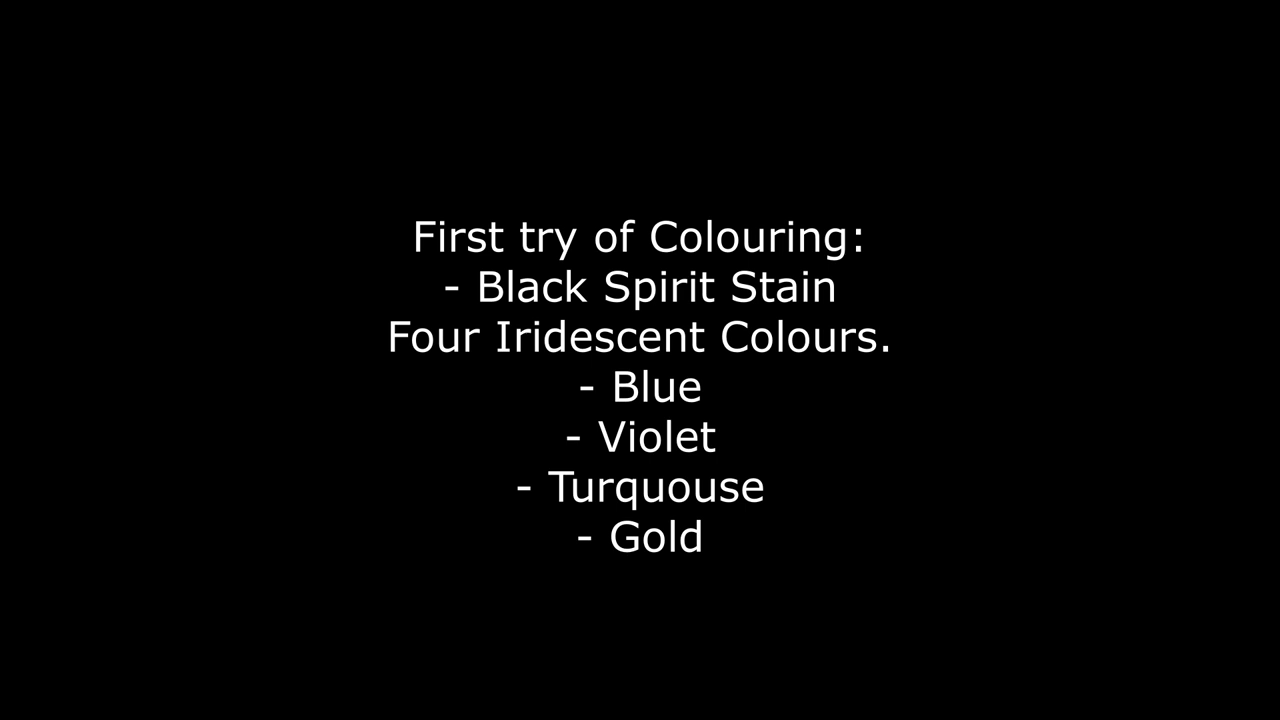 First try of Colouring:
- Black Spirit Stain
Four Iridescent Colours.
- Blue
- Violet
- Turquouse
- Gold